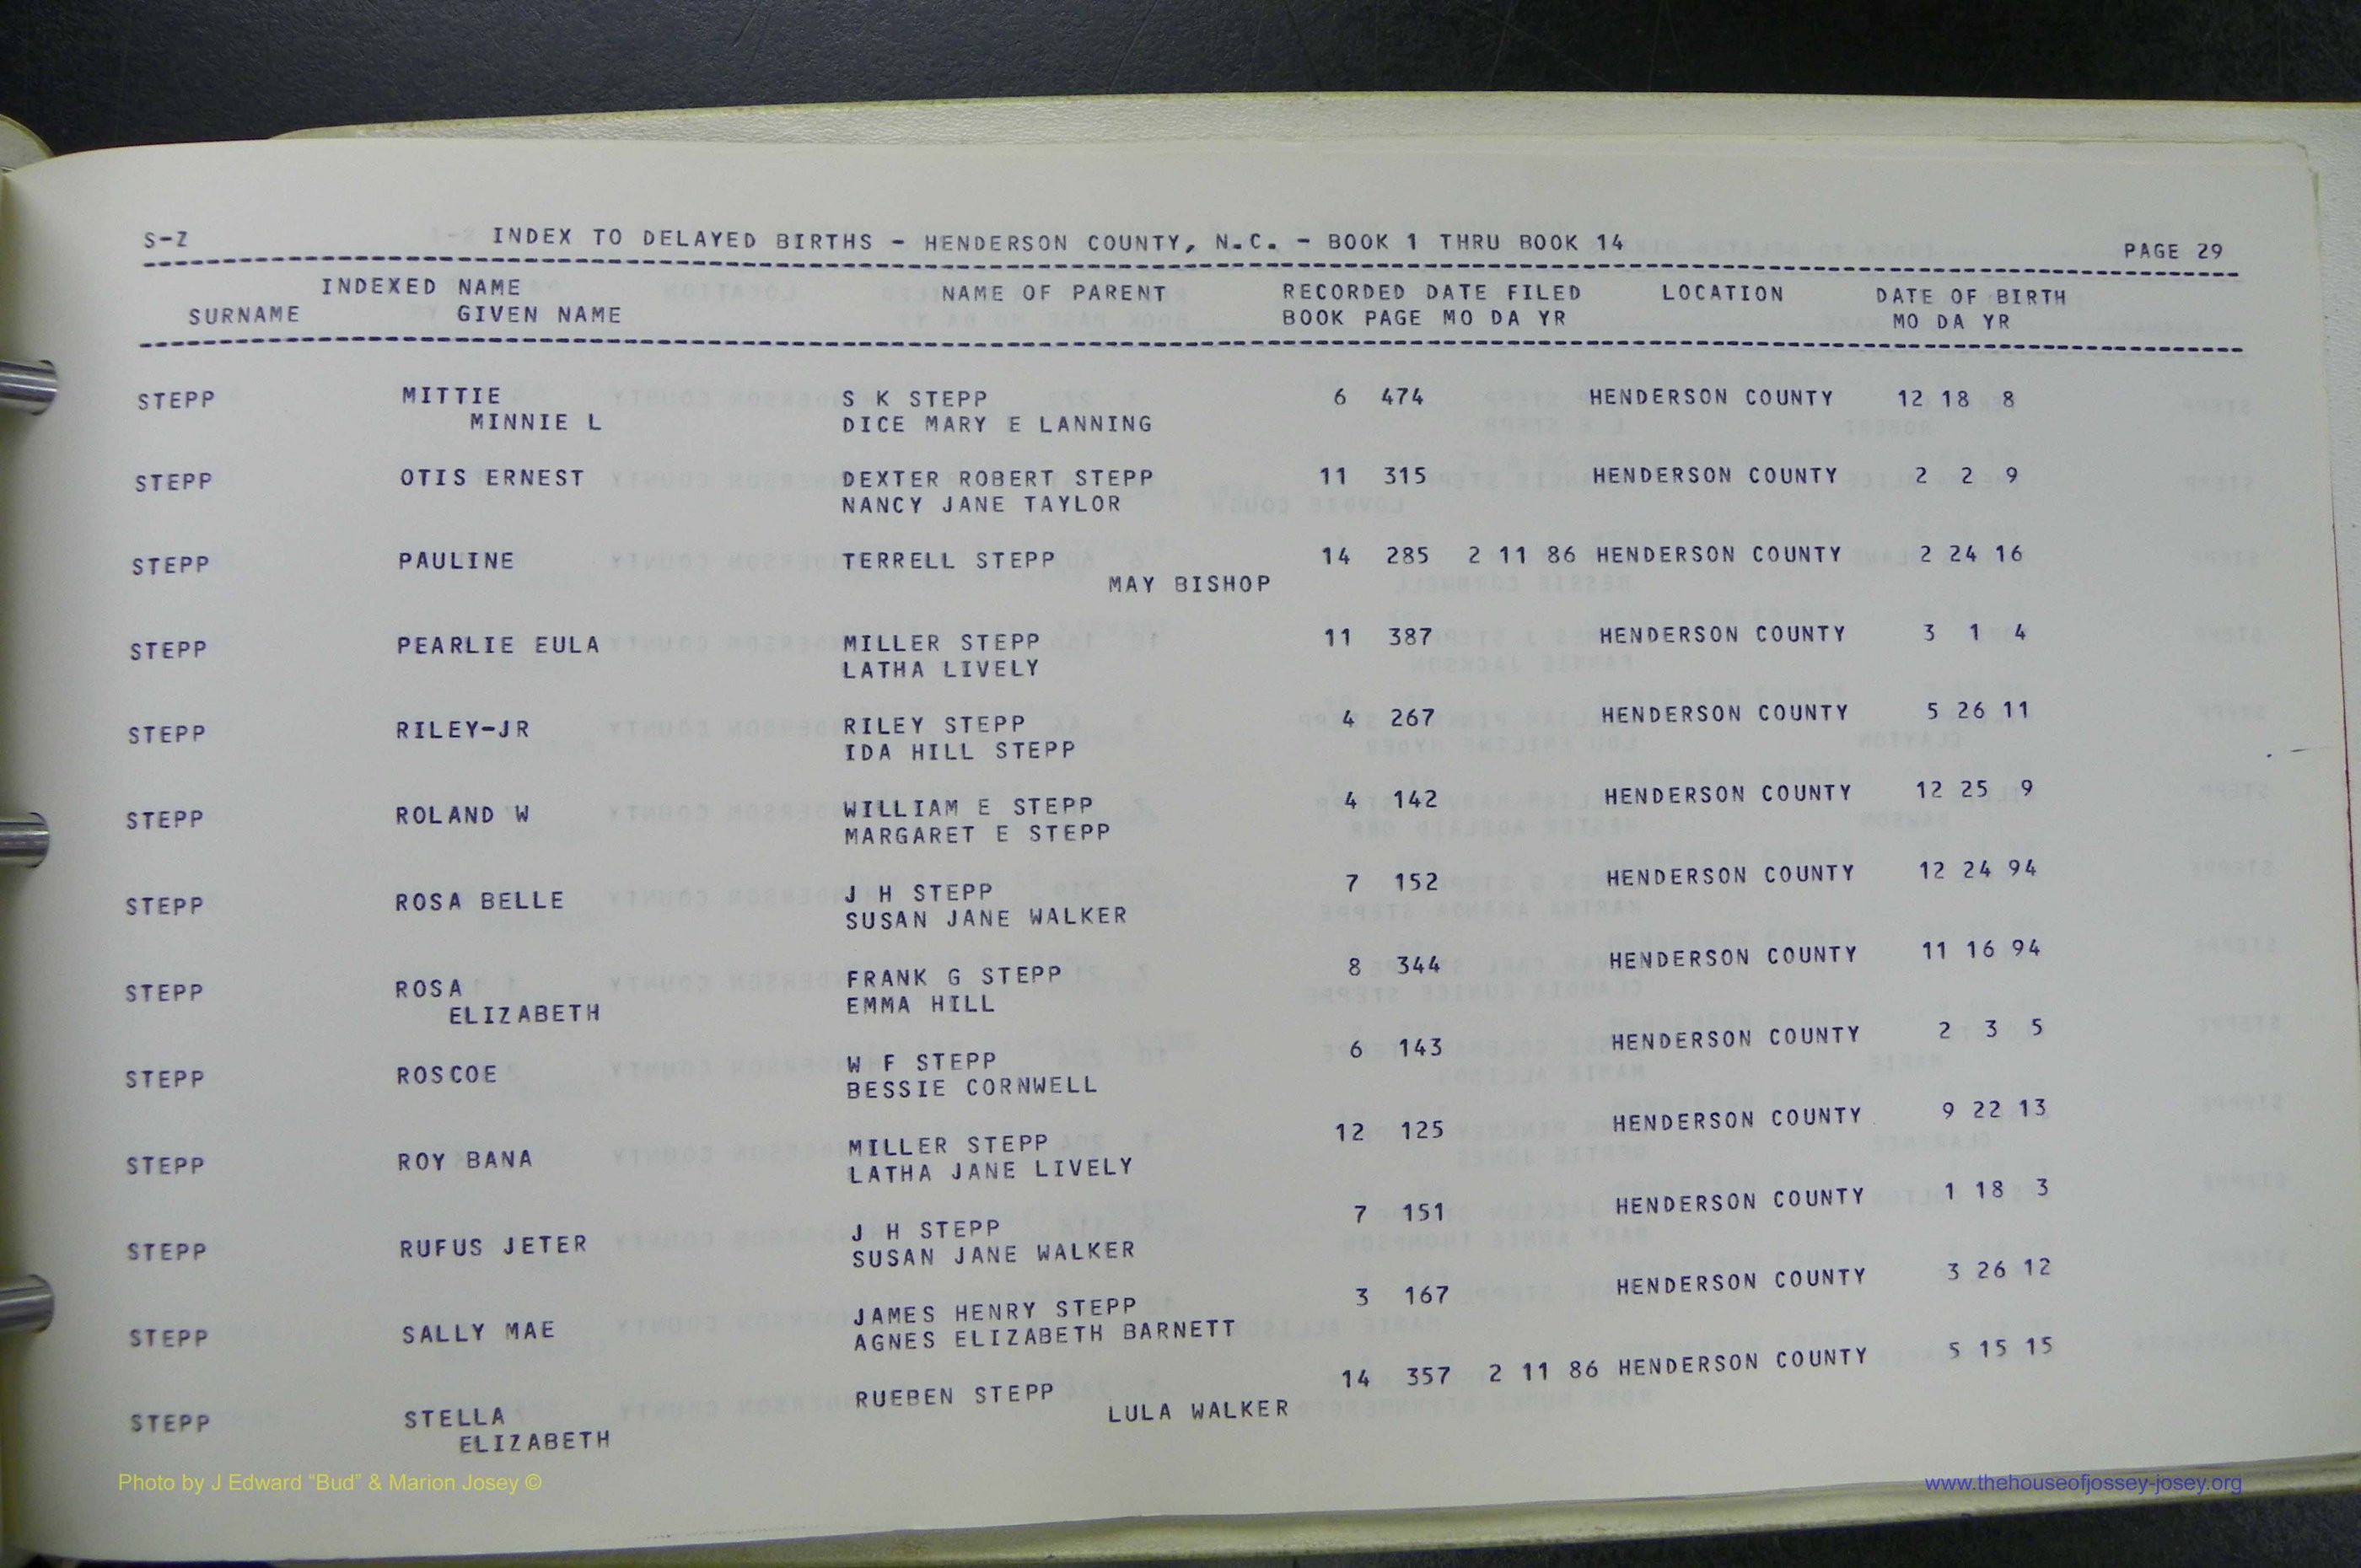 S-Z INDEX TO DELAYED BIRTHS - HENDERSON COUNTY, N.C. - BOOK 1 THRU BOOK 14 PAGE 29
INDEXED NAME NAME OF PARENT RECORDED DATE FILED LOCATION DATE OF BIRTH
SURNAME GIVEN NAME BOOK PAGE MO DA YR MO DA YR
STEPP MITTIE S K STEPP 6 474 HENDERSON COUNTY 12 18 8
MINNIE L DICE MARY E LANNING
STEPP OTIS ERNEST DEXTER ROBERT STEPP 11 315 HENDERSON COUNTY 2 2 9
NANCY JANE TAYLOR
STEPP PAULINE TERRELL STEPP 14 285 2 11 86 HENDERSON COUNTY 2 24 16
MAY BISHOP
STEPP PEARLIE EULA MILLER STEPP 11 387 HENDERSON COUNTY 3 1 4
LATHA LIVELY
STEPP RILEY-JR RILEY STEPP 4 267 HENDERSON COUNTY 5 26 11
IDA HILL STEPP
STEPP ROLAND W WILLIAM E STEPP 4 142 HENDERSON COUNTY 12 25 9
MARGARET E STEPP
STEPP ROSA BELLE J H STEPP 7 152 HENDERSON COUNTY 12 24 94
SUSAN JANE WALKER
STEPP ROSA FRANK G STEPP 8 344 HENDERSON COUNTY 11 16 94
ELIZABETH EMMA HILL
STEPP ROSCOE W F STEPP 6 143 HENDERSON COUNTY 2 3 5
BESSIE CORNWELL
STEPP ROY BANA MILLER STEPP 12 125 HENDERSON COUNTY 9 22 13
LATHA JANE LIVELY
STEPP RUFUS JETER J H STEPP 7 151 HENDERSON COUNTY 1 18 3
SUSAN JANE WALKER
STEPP SALLY MAE JAMES HENRY STEPP 3 167 HENDERSON COUNTY 3 26 12
AGNES ELIZABETH BARNETT
STEPP STELLA RUEBEN STEPP 14 357 2 11 86 HENDERSON COUNTY 5 15 15
ELIZABETH LULA WALKER
Photo by J Edward “Bud” & Marion Josey © www.thehouseofjossey-josey.org